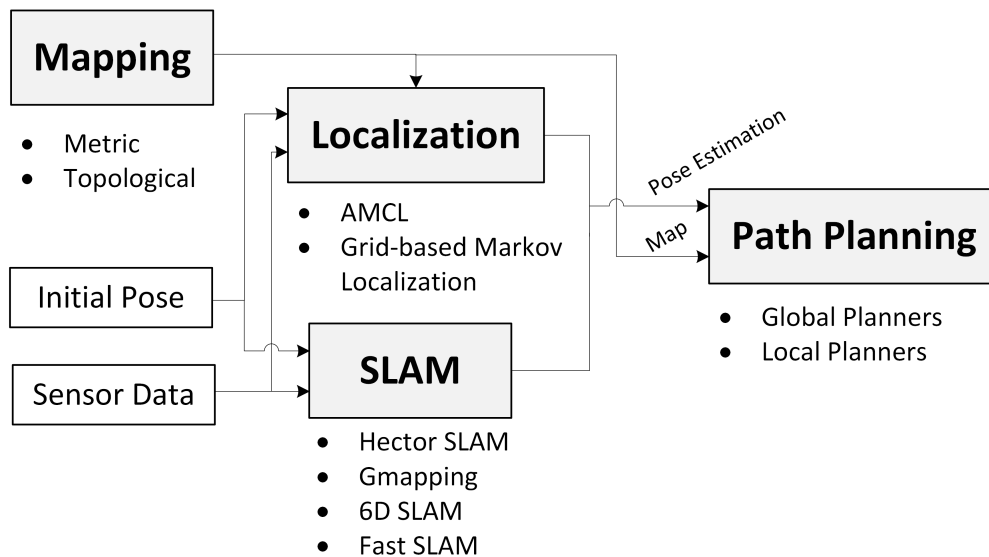 Mapping
● Metric
● Topological
Localization
● AMCL
● Grid-based Markov
Localization
Pose Estimation
Map
Path Planning
● Global Planners
● Local Planners
Initial Pose
Sensor Data
SLAM
● Hector SLAM
● Gmapping
● 6D SLAM
● Fast SLAM